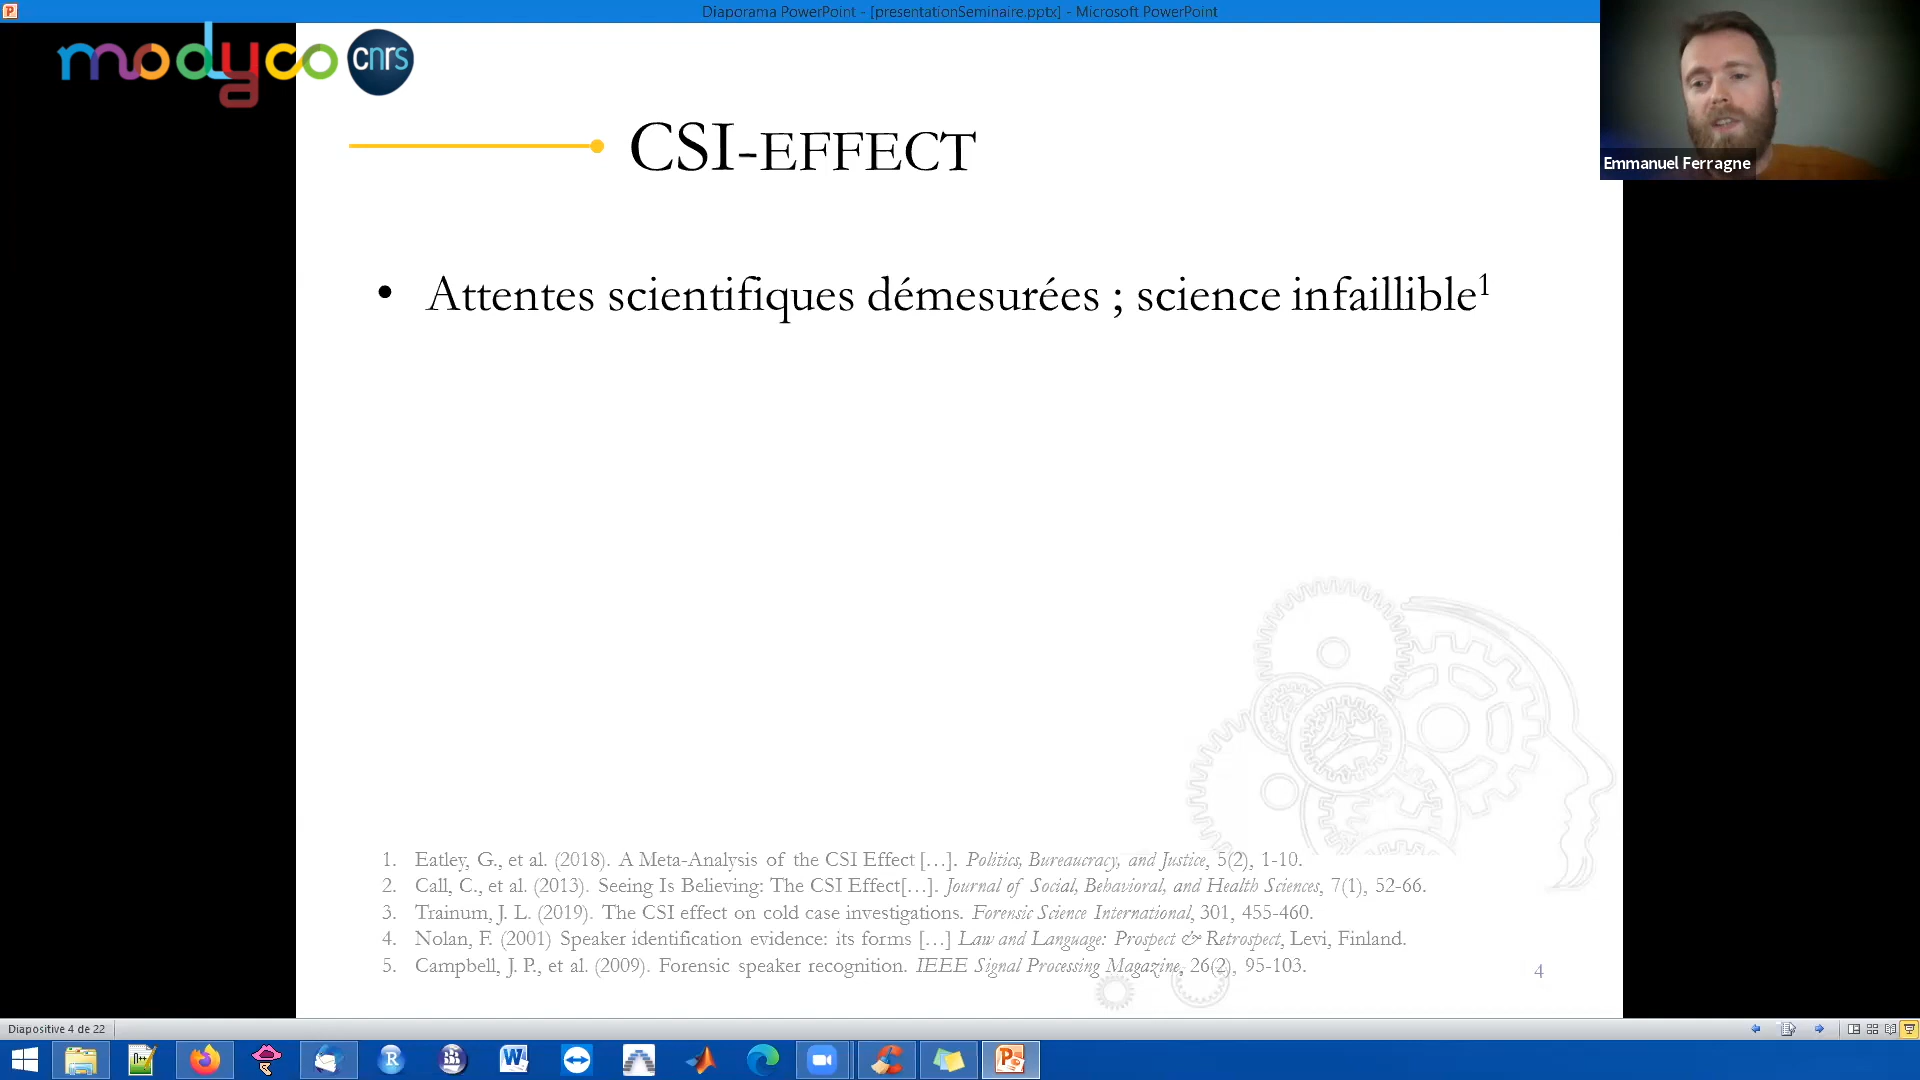 Diaporama PowerPoint - [presentationSeminaire.pptx] - Microsoft PowerPoint
modyco cnrs
Emmanuel Ferragne
CSI-EFFECT
• Attentes scientifiques démesurées ; science infaillible¹
1. Eatley, G., et al. (2018). A Meta-Analysis of the CSI Effect […]. Politics, Bureaucracy, and Justice, 5(2), 1-10.
2. Call, C., et al. (2013). Seeing Is Believing: The CSI Effect[…]. Journal of Social, Behavioral, and Health Sciences, 7(1), 52-66.
3. Trainum, J. L. (2019). The CSI effect on cold case investigations. Forensic Science International, 301, 455-460.
4. Nolan, F. (2001) Speaker identification evidence: its forms […] Law and Language: Prospect & Retrospect, Levi, Finland.
5. Campbell, J. P., et al. (2009). Forensic speaker recognition. IEEE Signal Processing Magazine, 26(2), 95-103.
4
Diapositive 4 de 22